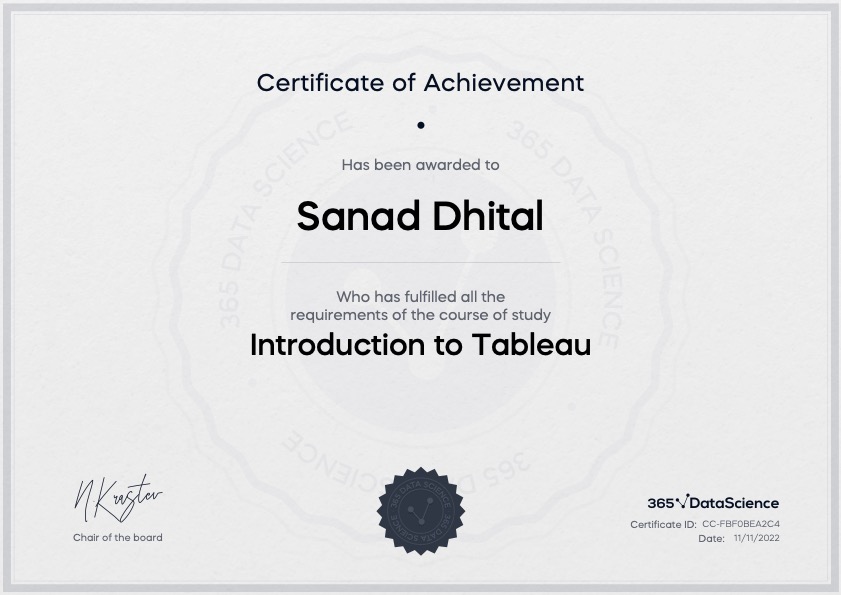 Certificate of Achievement
Has been awarded to
Sanad Dhital
Who has fulfilled all the
requirements of the course of study
Introduction to Tableau
N.Krastev
Chair of the board
365 DATA SCIENCE 365 DATA SCIENCE 365 DATA SCIENCE
365 DataScience
Certificate ID: CC-FBF0BEA2C4
Date: 11/11/2022